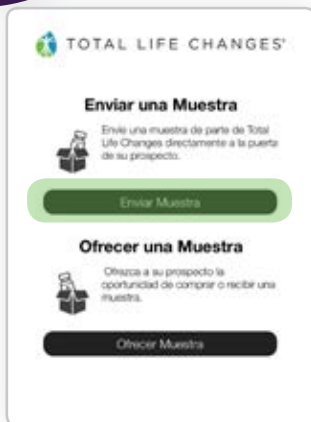 TOTAL LIFE CHANGES®
Enviar una Muestra
Envíe una muestra de parte de Total
Life Changes directamente a la puerta
de su prospecto.
Enviar Muestra
Ofrecer una Muestra
Ofrezca a su prospecto la
oportunidad de comprar o recibir una
muestra.
Ofrecer Muestra